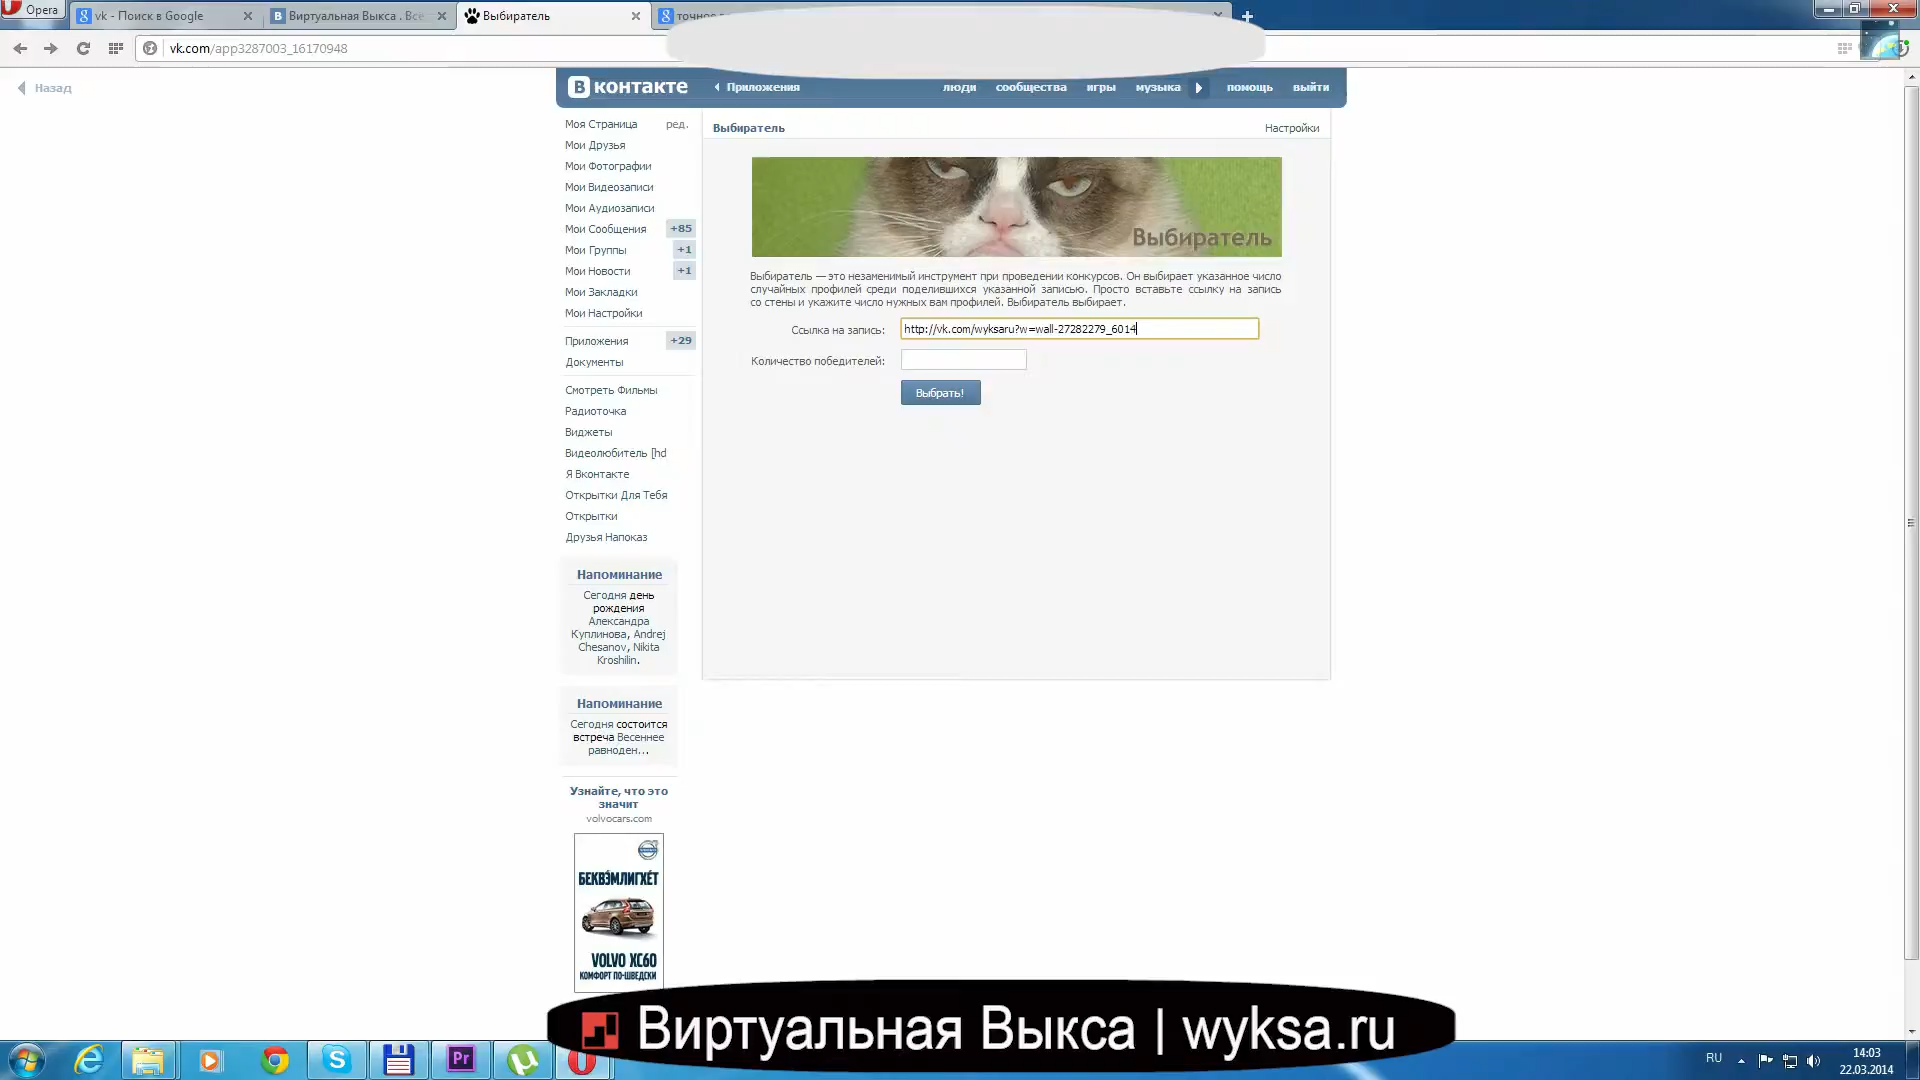 Opera
vk - Поиск в Google
Виртуальная Выкса . Все
Выбиратель
vk.com/app3287003_16170948
Назад
В контакте
Приложения
люди
сообщества
игры
музыка
помощь
выйти
Моя Страница
ред.
Мои Друзья
Мои Фотографии
Мои Видеозаписи
Мои Аудиозаписи
Мои Сообщения +85
Мои Группы +1
Мои Новости +1
Мои Закладки
Мои Настройки
Приложения +29
Документы
Смотреть Фильмы
Радиоточка
Виджеты
Видеолюбитель [hd
Я Вконтакте
Открытки Для Тебя
Открытки
Друзья Напоказ
Напоминание
Сегодня день
рождения
Александра
Куплинова, Andrej
Chesanov, Nikita
Kroshilin.
Напоминание
Сегодня состоится
встреча Весеннее
равноден...
Узнайте, что это
значит
volvocars.com
БЕКВЭМЛИГХЕТ
VOLVO XC60
КОМФОРТ ПО-ШВЕДСКИ
Выбиратель
Настройки
Выбиратель
Выбиратель — это незаменимый инструмент при проведении конкурсов. Он выбирает указанное число
случайных профилей среди поделившихся указанной записью. Просто вставьте ссылку на запись
со стены и укажите число нужных вам профилей. Выбиратель выбирает.
Ссылка на запись: http://vk.com/wyksaru?w=wall-27282279_6014
Количество победителей:
Выбрать!
Виртуальная Выкса | wyksa.ru
Pr
RU
14:03
22.03.2014